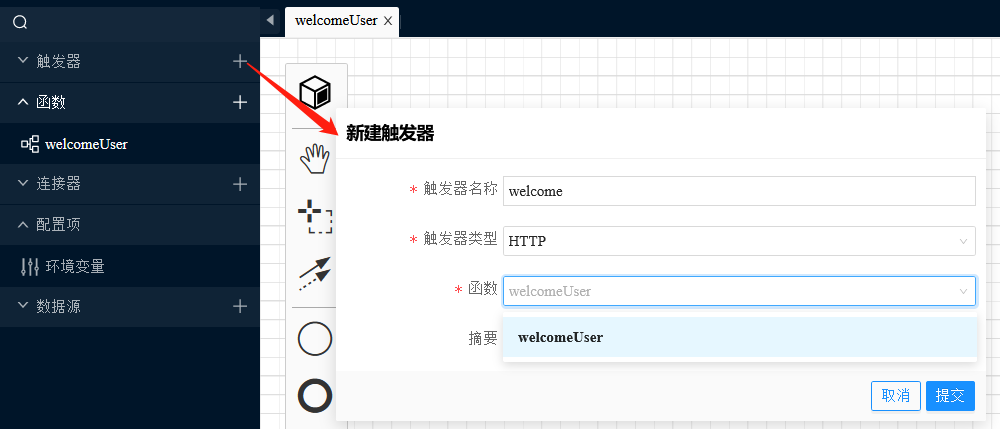 welcomeUser
触发器
函数
welcomeUser
连接器
配置项
环境变量
数据源
新建触发器
* 触发器名称 welcome
* 触发器类型 HTTP
* 函数 welcomeUser
摘要 welcomeUser
取消 提交